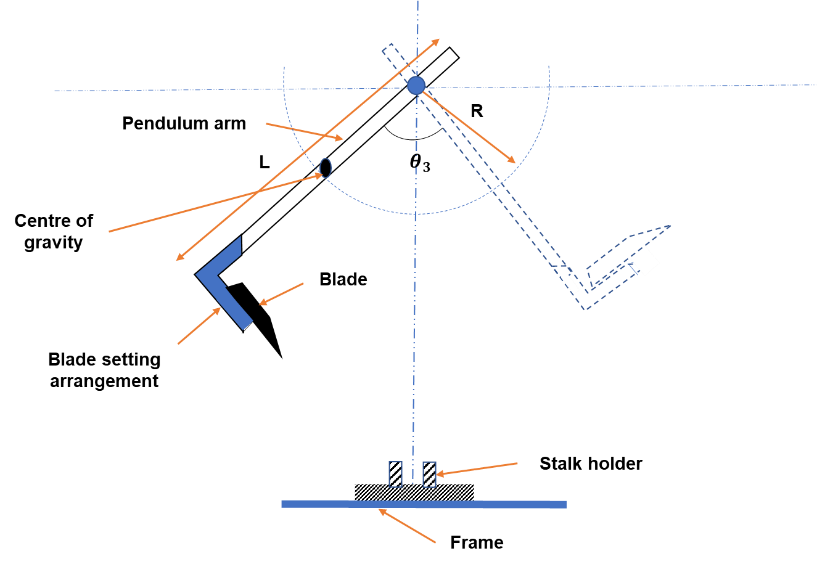 Pendulum arm
R
L
θ₃
Centre of
gravity
Blade
Blade setting
arrangement
Stalk holder
Frame